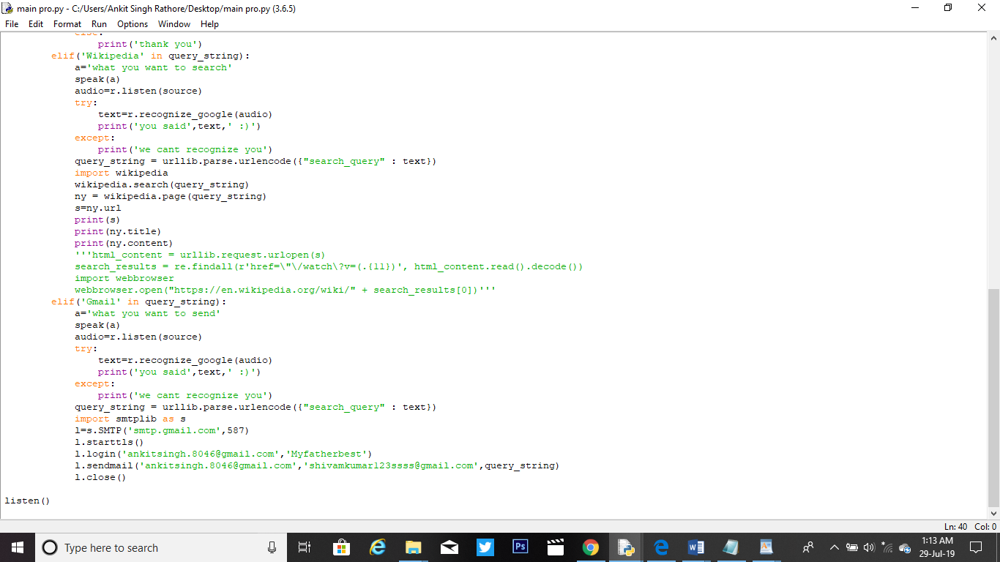 main pro.py - C:/Users/Ankit Singh Rathore/Desktop/main pro.py (3.6.5)
File Edit Format Run Options Window Help
else:
print('thank you')
elif('Wikipedia' in query_string):
a='what you want to search'
speak(a)
audio=r.listen(source)
try:
text=r.recognize_google(audio)
print('you said',text,' :)')
except:
print('we cant recognize you')
query_string = urllib.parse.urlencode({"search_query" : text})
import wikipedia
wikipedia.search(query_string)
ny = wikipedia.page(query_string)
s=ny.url
print(s)
print(ny.title)
print(ny.content)
'''html_content = urllib.request.urlopen(s)
search_results = re.findall(r'href=\"\/watch\?v=(.{11})', html_content.read().decode())
import webbrowser
webbrowser.open("https://en.wikipedia.org/wiki/" + search_results[0])'''
elif('Gmail' in query_string):
a='what you want to send'
speak(a)
audio=r.listen(source)
try:
text=r.recognize_google(audio)
print('you said',text,' :)')
except:
print('we cant recognize you')
query_string = urllib.parse.urlencode({"search_query" : text})
import smtplib as s
l=s.SMTP('smtp.gmail.com',587)
l.starttls()
l.login('ankitsingh.8046@gmail.com','Myfatherbest')
l.sendmail('ankitsingh.8046@gmail.com','shivamkumar123ssss@gmail.com',query_string)
l.close()
listen()
Ln: 40 Col: 0
Type here to search
Ps
1:13 AM
29-Jul-19